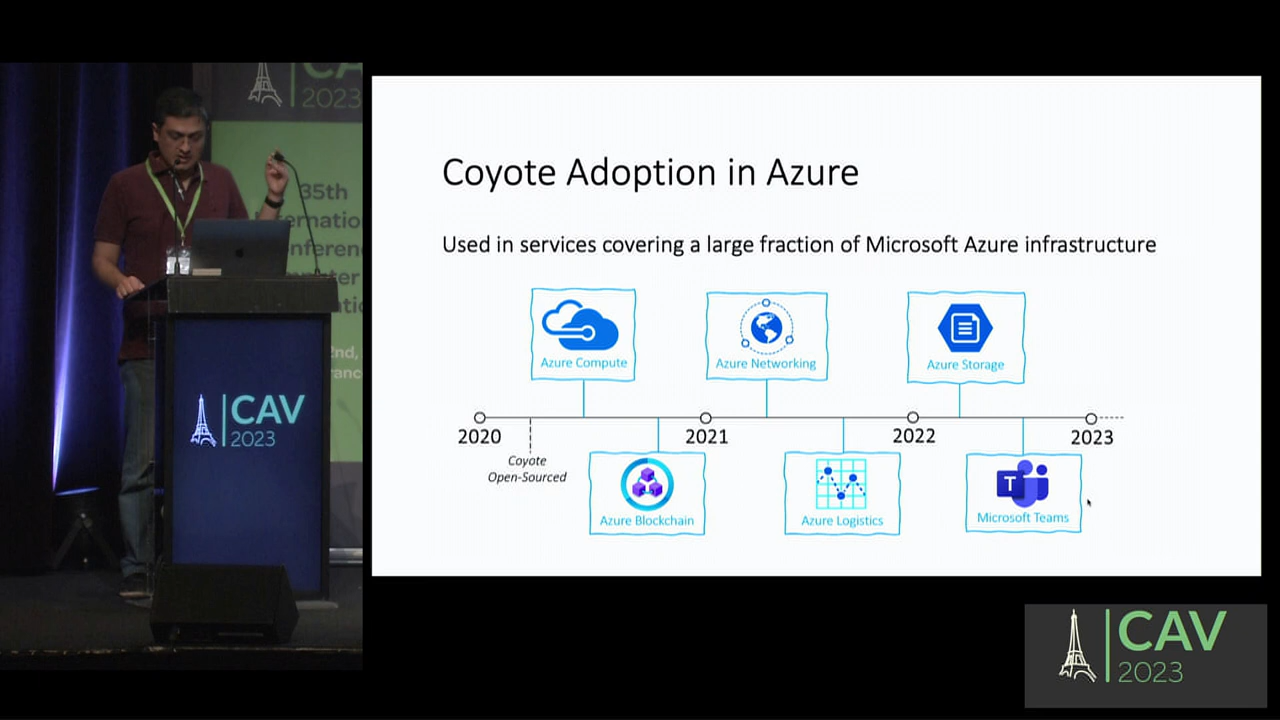 CA
2023
35th
CAV
2023
Coyote Adoption in Azure
Used in services covering a large fraction of Microsoft Azure infrastructure
Azure Compute
Azure Networking
Azure Storage
2020
2021
2022
2023
Coyote
Open-Sourced
Azure Blockchain
Azure Logistics
T
Microsoft Teams
CAV
2023